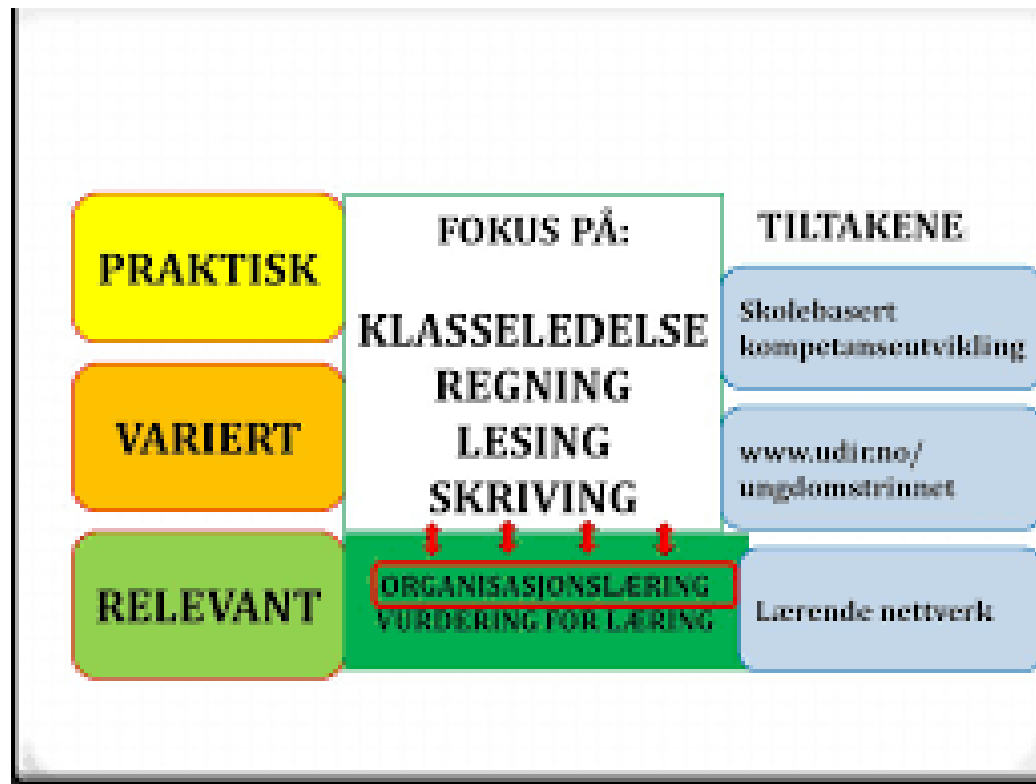 PRAKTISK
VARIERT
RELEVANT
FOKUS PÅ:
KLASSELEDELSE
REGNING
LESING
SKRIVING
ORGANISASJONSLÆRING
VURDERING FOR LÆRING
TILTAKENE
Skolebasert
kompetanseutvikling
www.udir.no/
ungdomstrinnet
Lærende nettverk